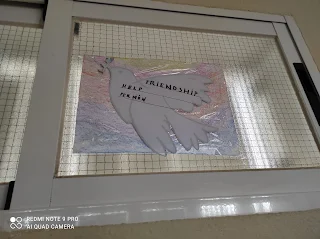 FRIENDSHIP
HELP
REDMI NOTE 9 PRO
AI QUAD CAMERA